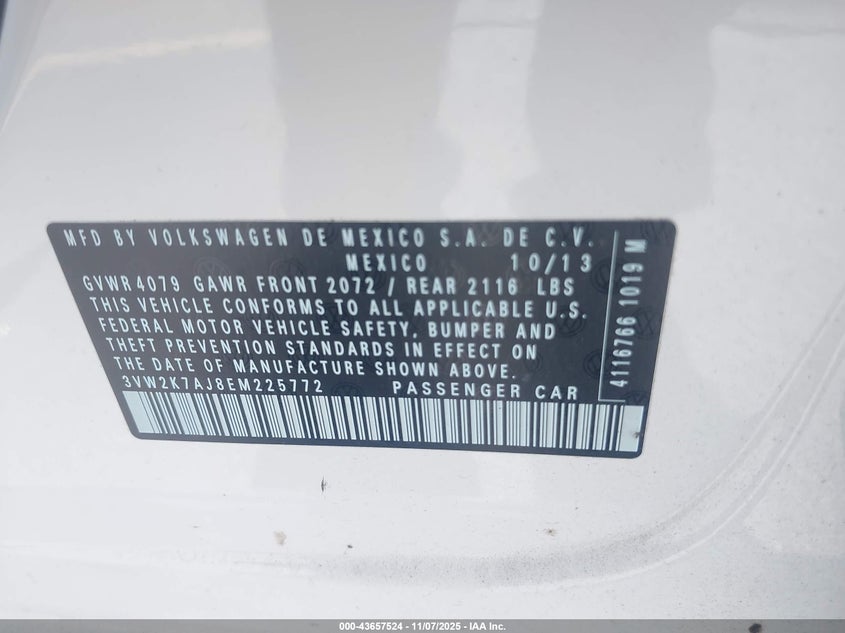 MFD BY VOLKSWAGEN DE MEXICO S.A. DE C.V.
MEXICO 10/13
GVWR 4079 GAWR FRONT 2072 / REAR 2116 LBS
THIS VEHICLE CONFORMS TO ALL APPLICABLE U.S.
FEDERAL MOTOR VEHICLE SAFETY, BUMPER AND
THEFT PREVENTION STANDARDS IN EFFECT ON
THE DATE OF MANUFACTURE SHOWN ABOVE.
3VW2K7AJ8EM225772 PASSENGER CAR
4116766 1019 M
000-43657524 | 11/07/2025 | IAA Inc.